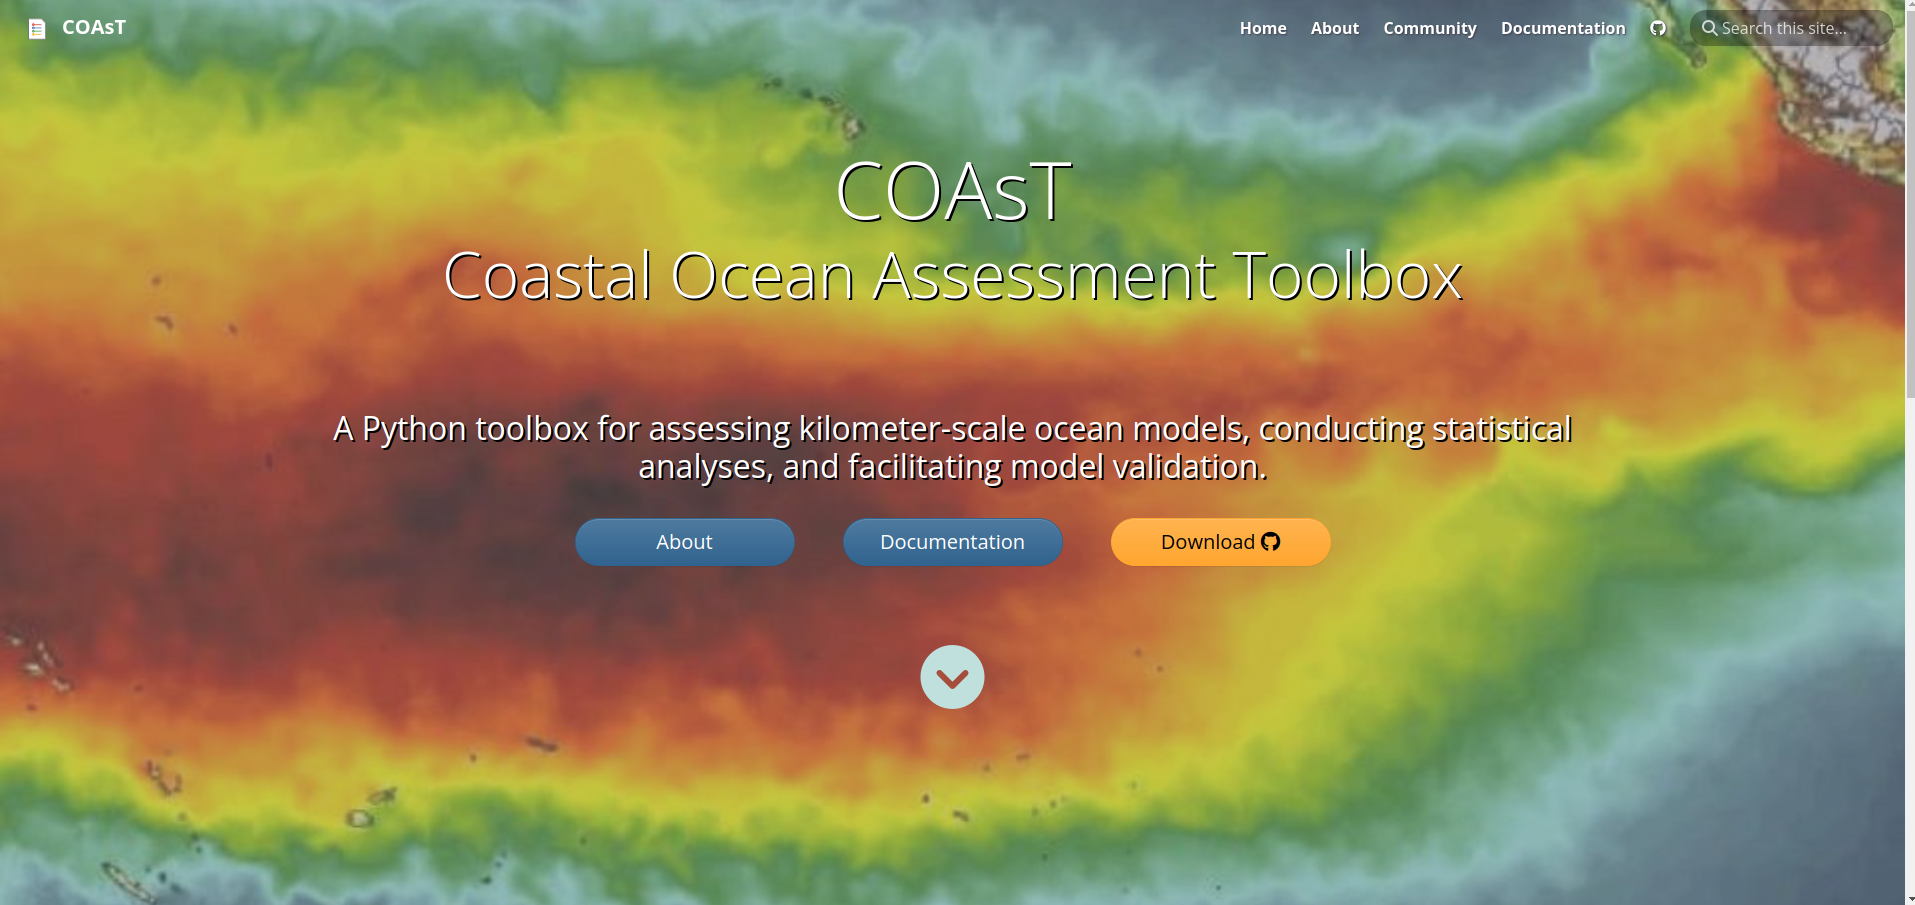 COAsT
Home About Community Documentation Search this site...
COAsT
Coastal Ocean Assessment Toolbox
A Python toolbox for assessing kilometer-scale ocean models, conducting statistical
analyses, and facilitating model validation.
About Documentation Download